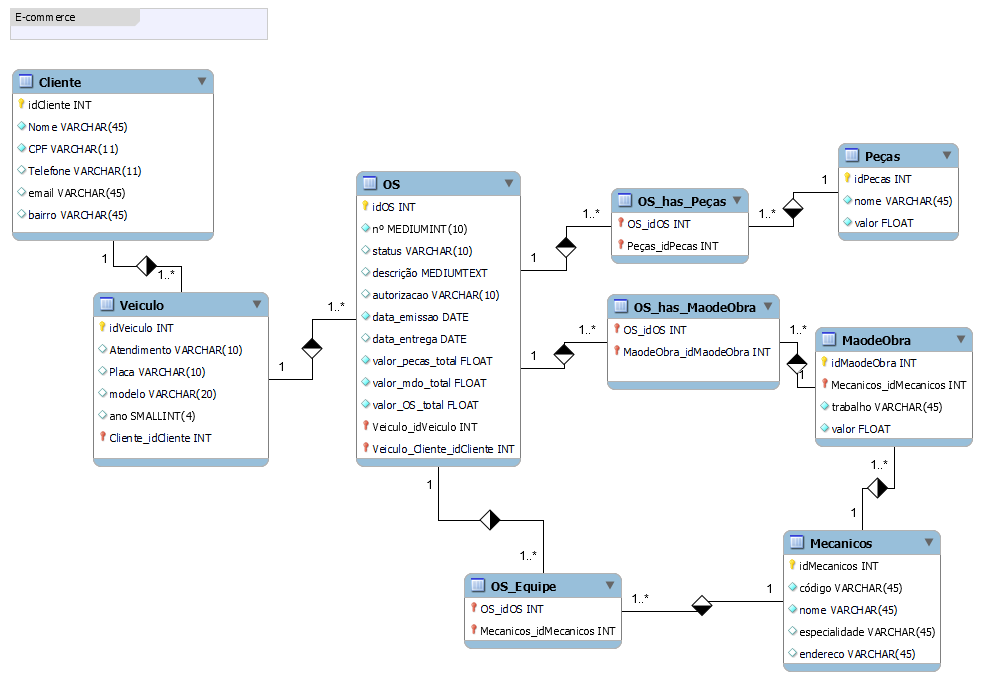 E-commerce
Cliente
idCliente INT
Nome VARCHAR(45)
CPF VARCHAR(11)
Telefone VARCHAR(11)
email VARCHAR(45)
bairro VARCHAR(45)
1
1..*
Veiculo
idVeiculo INT
Atendimento VARCHAR(10)
Placa VARCHAR(10)
modelo VARCHAR(20)
ano SMALLINT(4)
Cliente_idCliente INT
1
1..*
OS
idOS INT
nº MEDIUMINT(10)
status VARCHAR(10)
descrição MEDIUMTEXT
autorizacao VARCHAR(10)
data_emissao DATE
data_entrega DATE
valor_pecas_total FLOAT
valor_mdo_total FLOAT
valor_OS_total FLOAT
Veiculo_idVeiculo INT
Veiculo_Cliente_idCliente INT
1
1..*
OS_has_Peças
OS_idOS INT
Peças_idPecas INT
1..*
1
Peças
idPecas INT
nome VARCHAR(45)
valor FLOAT
1
1..*
OS_has_MaodeObra
OS_idOS INT
MaodeObra_idMaodeObra INT
1..*
1
MaodeObra
idMaodeObra INT
Mecanicos_idMecanicos INT
trabalho VARCHAR(45)
valor FLOAT
1..*
1
1
1..*
OS_Equipe
OS_idOS INT
Mecanicos_idMecanicos INT
1..*
1
Mecanicos
idMecanicos INT
código VARCHAR(45)
nome VARCHAR(45)
especialidade VARCHAR(45)
endereco VARCHAR(45)